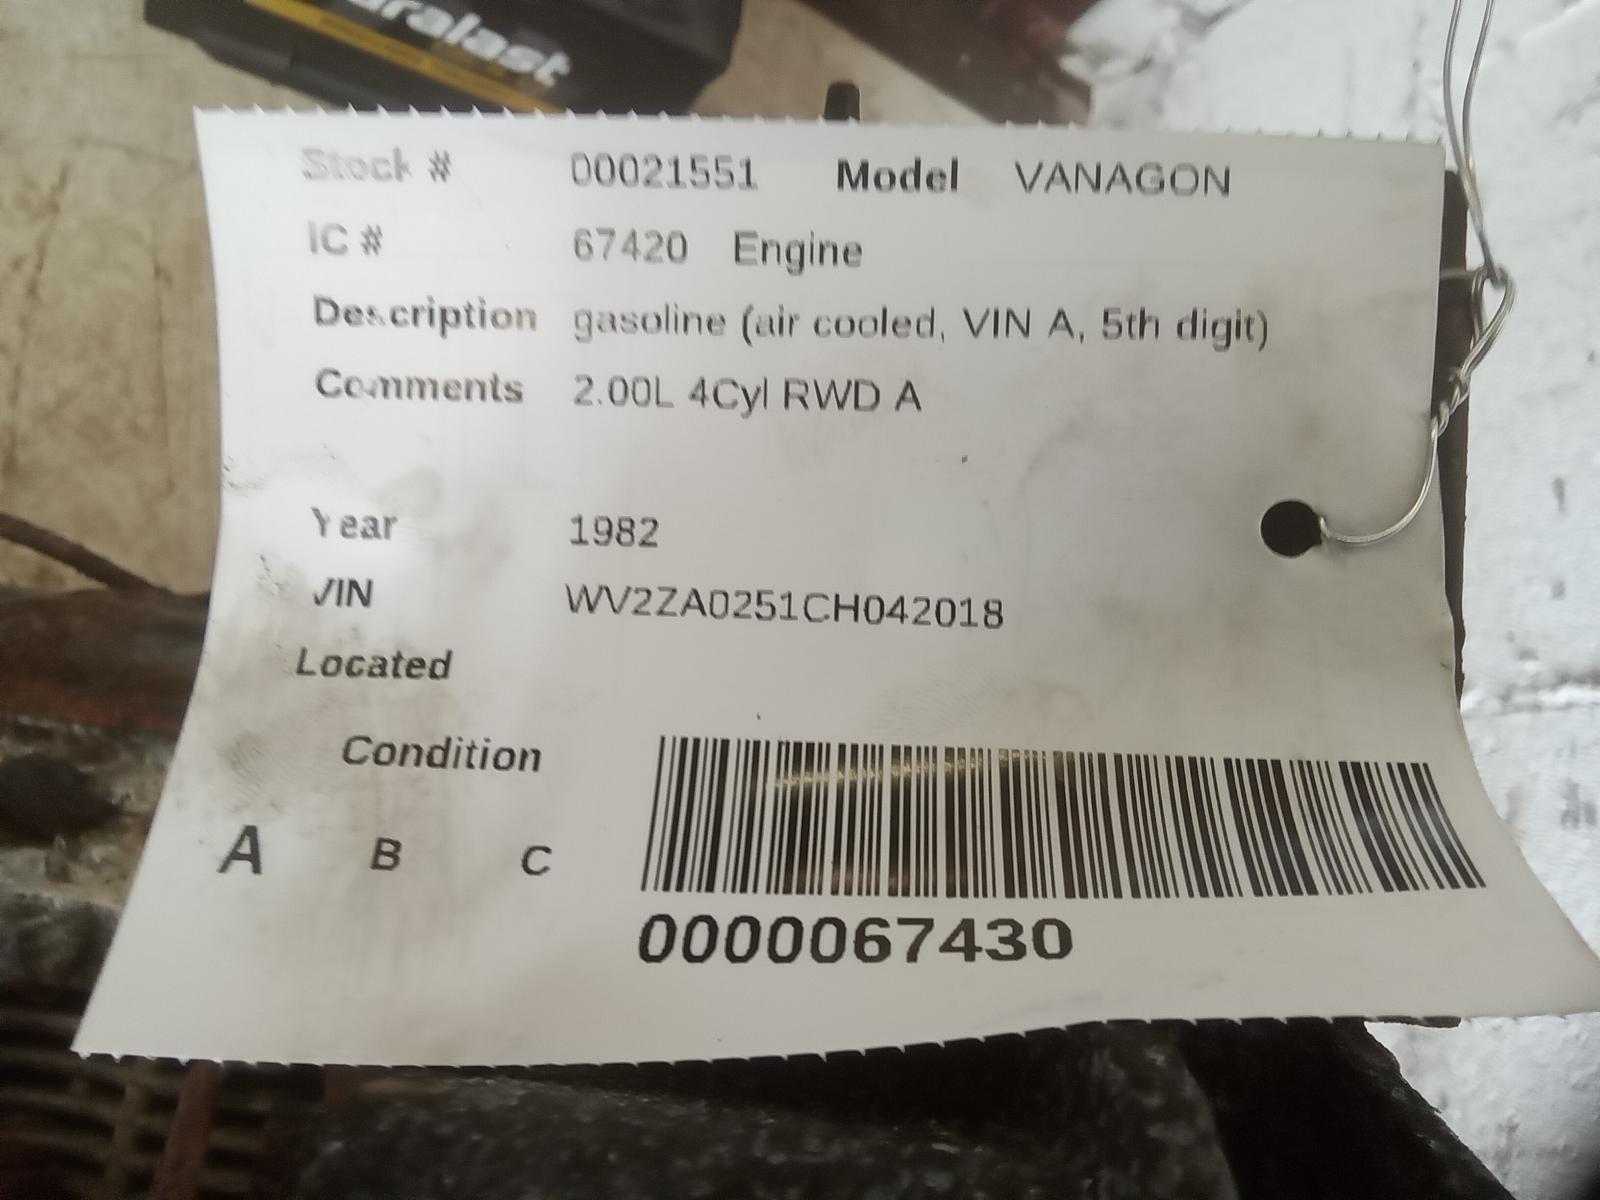 uralast
Stock # 00021551 Model VANAGON
IC # 67420 Engine
Description gasoline (air cooled, VIN A, 5th digit)
Comments 2.00L 4Cyl RWD A
Year 1982
VIN WV2ZA0251CH042018
Located
Condition
A B C
0000067430